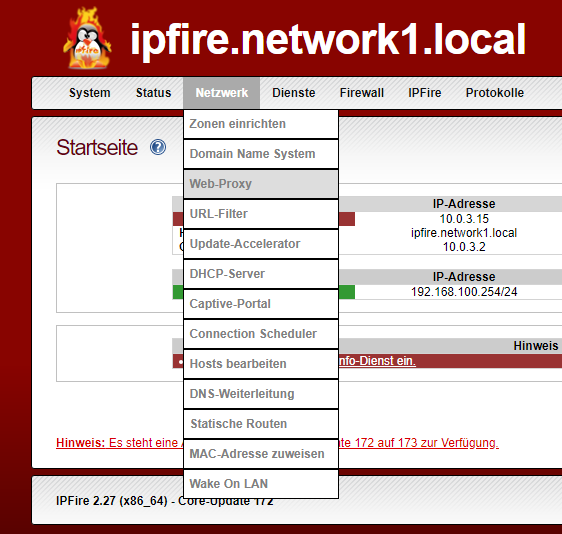 ipfire
ipfire.network1.local
System Status Netzwerk Dienste Firewall IPFire Protokolle
Startseite ?
Zonen einrichten
Domain Name System
Web-Proxy
URL-Filter
Update-Accelerator
DHCP-Server
Captive-Portal
Connection Scheduler
Hosts bearbeiten
DNS-Weiterleitung
Statische Routen
MAC-Adresse zuweisen
Wake On LAN
IP-Adresse
10.0.3.15
ipfire.network1.local
10.0.3.2
IP-Adresse
192.168.100.254/24
Hinweis
nfo-Dienst ein.
Hinweis: Es steht eine 172 auf 173 zur Verfügung.
IPFire 2.27 (x86_64) - Core-Update 172